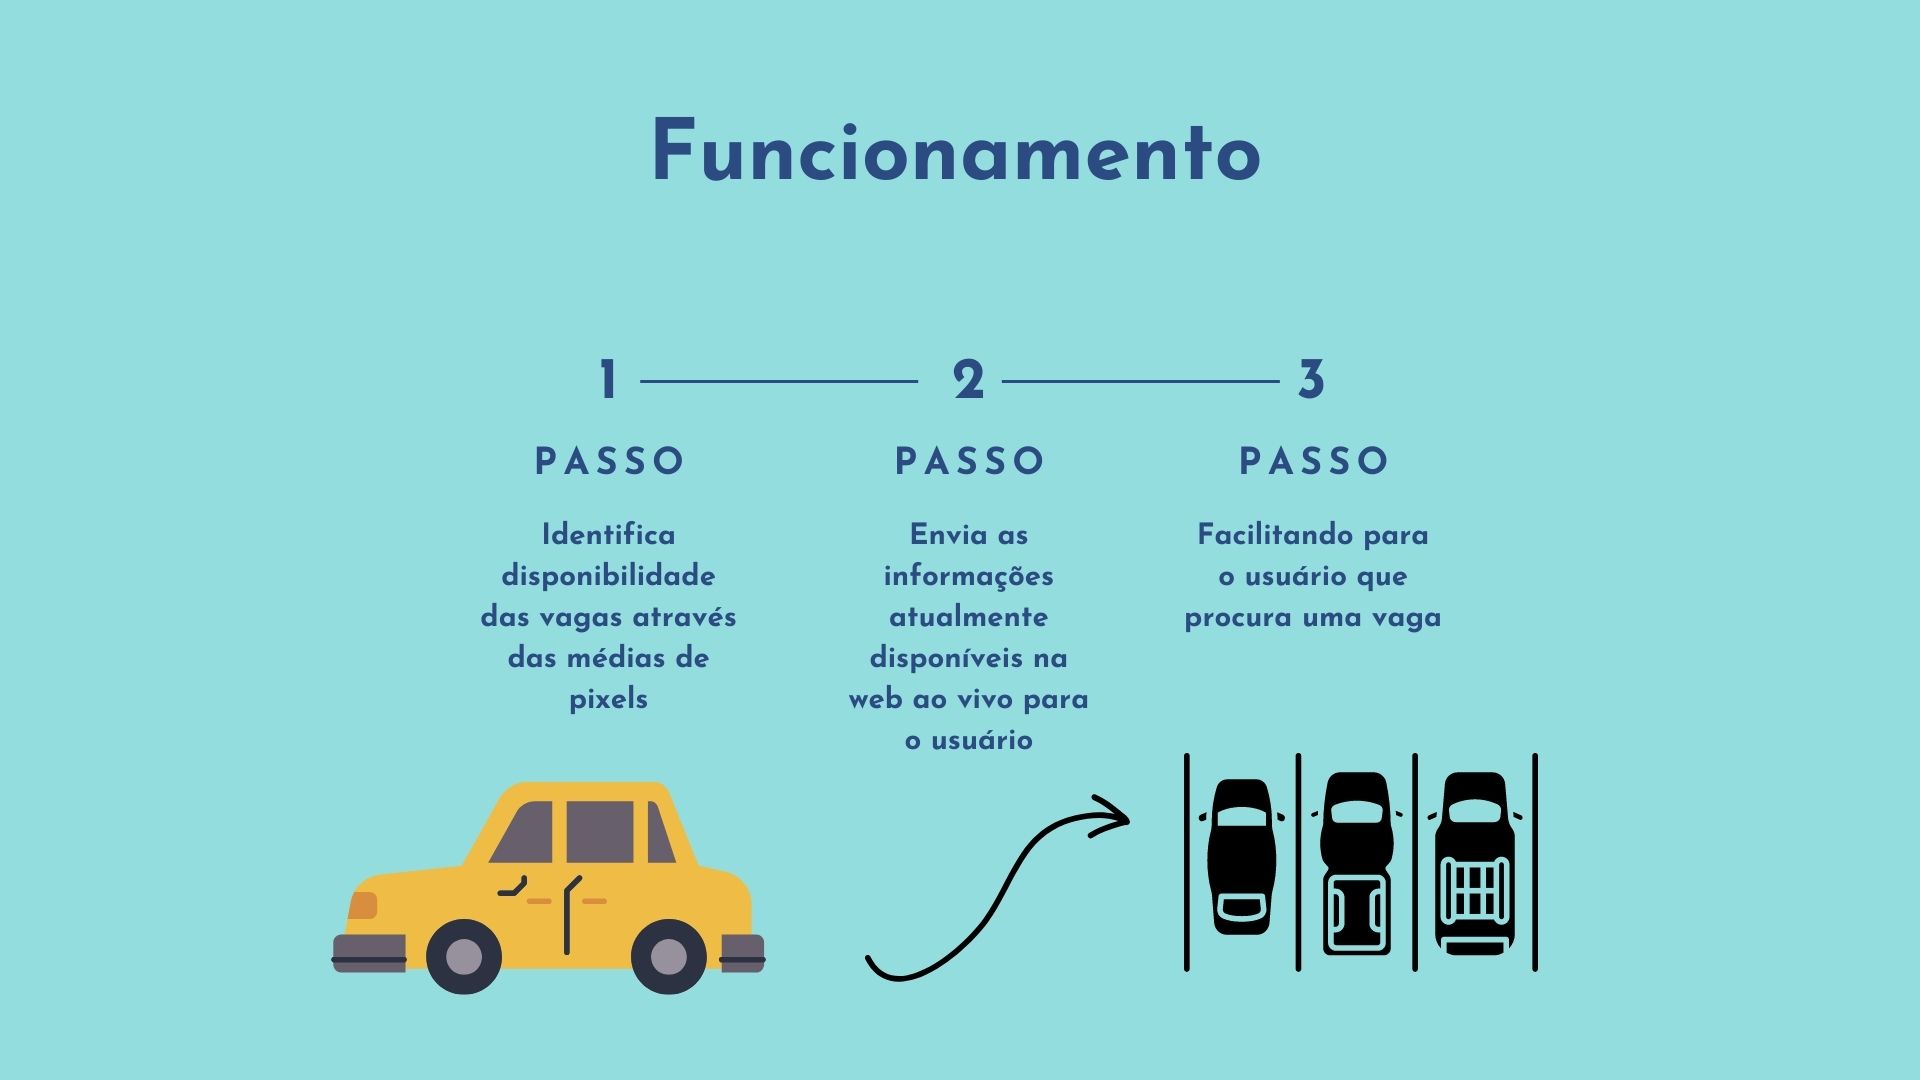 Funcionamento
1
2
3
PASSO
PASSO
PASSO
Identifica
disponibilidade
das vagas através
das médias de
pixels
Envia as
informações
atualmente
disponíveis na
web ao vivo para
o usuário
Facilitando para
o usuário que
procura uma vaga